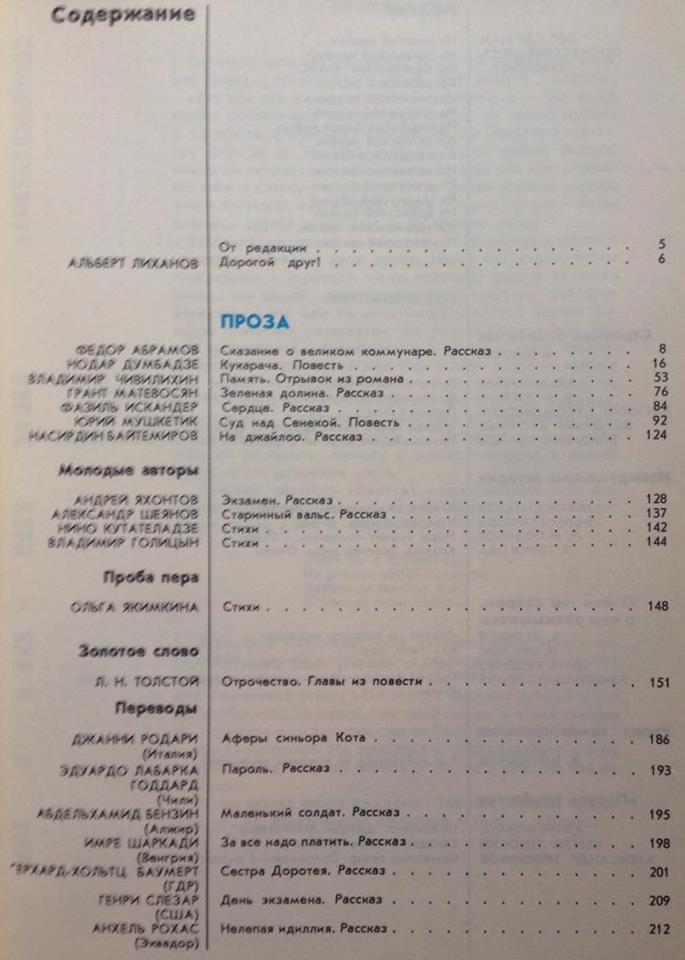 Содержание
От редакции . . . . . . . . . . . . . . . . . . 5
АЛЬБЕРТ ЛИХАНОВ Дорогой друг! . . . . . . . . . . . . . . . . . . 6
ПРОЗА
ФЕДОР АБРАМОВ Сказание о великом коммунаре. Рассказ . . . . . . . . . 8
НОДАР ДУМБАДЗЕ Кукарача. Повесть . . . . . . . . . . . . . . . 16
ВЛАДИМИР ЧИВИЛИХИН Память. Отрывок из романа . . . . . . . . . . . . . 53
ГРАНТ МАТЕВОСЯН Зеленая долина. Рассказ . . . . . . . . . . . . . . 76
ФАЗИЛЬ ИСКАНДЕР Сердце. Рассказ . . . . . . . . . . . . . . . . 84
ЮРИЙ МУШКЕТИК Суд над Сенекой. Повесть . . . . . . . . . . . . . 92
НАСИРДИН БАЙТЕМИРОВ На джайлоо. Рассказ . . . . . . . . . . . . . . . 124
Молодые авторы
АНДРЕЙ ЯХОНТОВ Экзамен. Рассказ . . . . . . . . . . . . . . . . 128
АЛЕКСАНДР ШЕЯНОВ Старинный вальс. Рассказ . . . . . . . . . . . . . 137
НИНО КУТАТЕЛАДЗЕ Стихи . . . . . . . . . . . . . . . . . . . . 142
ВЛАДИМИР ГОЛИЦЫН Стихи . . . . . . . . . . . . . . . . . . . . 144
Проба пера
ОЛЬГА ЯКИМКИНА Стихи . . . . . . . . . . . . . . . . . . . . 148
Золотое слово
Л. Н. ТОЛСТОЙ Отрочество. Главы из повести . . . . . . . . . . . . 151
Переводы
ДЖАННИ РОДАРИ Аферы синьора Кота . . . . . . . . . . . . . . . 186
(Италия)
ЭДУАРДО ЛАБАРКА Пароль. Рассказ . . . . . . . . . . . . . . . . 193
ГОДДАРД
(Чили)
АБДЕЛЬХАМИД БЕНЗИН Маленький солдат. Рассказ . . . . . . . . . . . . . 195
(Алжир)
ИМРЕ ШАРКАДИ За все надо платить. Рассказ . . . . . . . . . . . . 198
(Венгрия)
ГЕРХАРД-ХОЛЬТЦ БАУМЕРТ Сестра Доротея. Рассказ . . . . . . . . . . . . . . 201
(ГДР)
ГЕНРИ СЛЕЗАР День экзамена. Рассказ . . . . . . . . . . . . . . 209
(США)
АНХЕЛЬ РОХАС Нелепая идиллия. Рассказ . . . . . . . . . . . . . 212
(Эквадор)